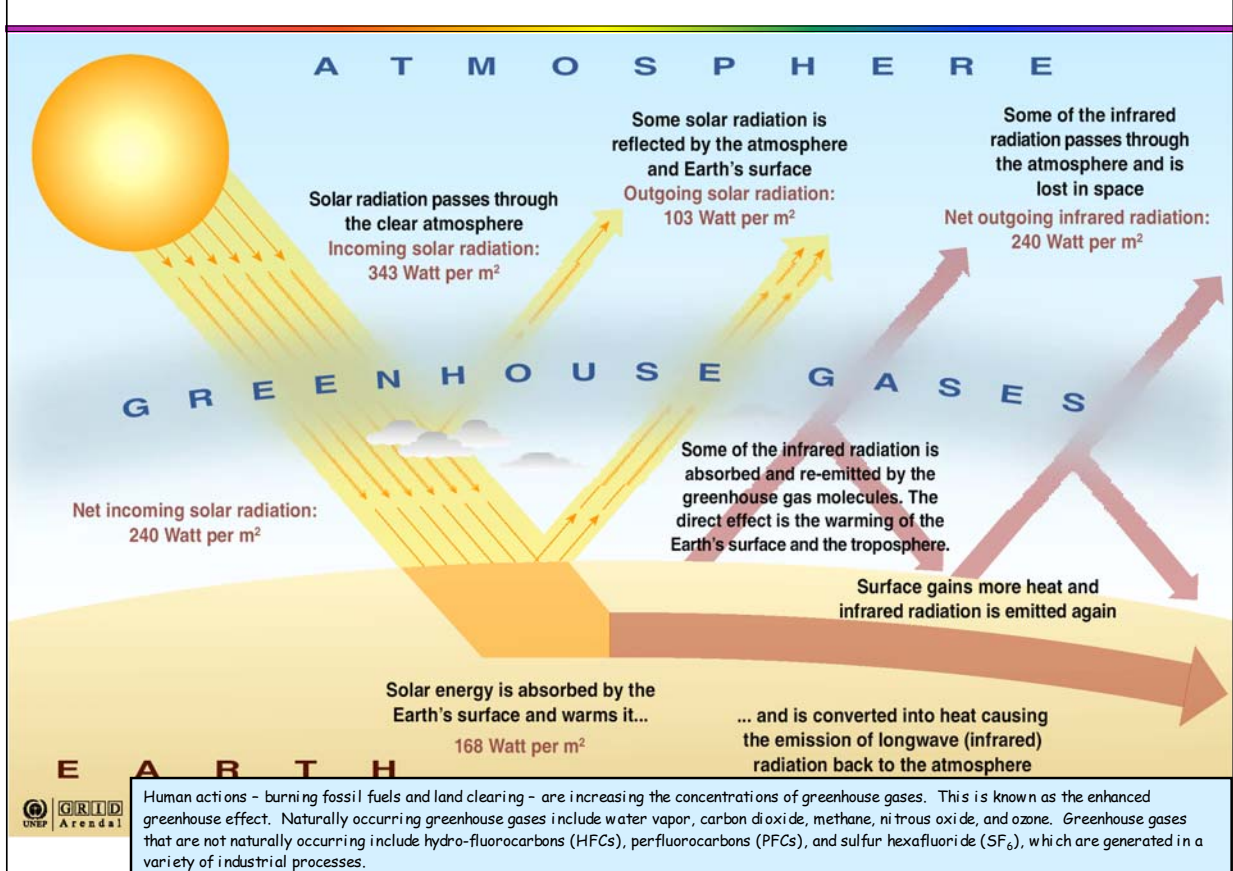 ATMOSPHERE
Some solar radiation is
reflected by the atmosphere
and Earth's surface
Outgoing solar radiation:
103 Watt per m²
Some of the infrared
radiation passes through
the atmosphere and is
lost in space
Net outgoing infrared radiation:
240 Watt per m²
Solar radiation passes through
the clear atmosphere
Incoming solar radiation:
343 Watt per m²
GREENHOUSE GASES
Some of the infrared radiation is
absorbed and re-emitted by the
greenhouse gas molecules. The
direct effect is the warming of the
Earth's surface and the troposphere.
Net incoming solar radiation:
240 Watt per m²
Surface gains more heat and
infrared radiation is emitted again
Solar energy is absorbed by the
Earth's surface and warms it...
168 Watt per m²
... and is converted into heat causing
the emission of longwave (infrared)
radiation back to the atmosphere
EARTH
UNEP
GRID
Arendal
Human actions – burning fossil fuels and land clearing – are increasing the concentrations of greenhouse gases. This is known as the enhanced
greenhouse effect. Naturally occurring greenhouse gases include water vapor, carbon dioxide, methane, nitrous oxide, and ozone. Greenhouse gases
that are not naturally occurring include hydro-fluorocarbons (HFCs), perfluorocarbons (PFCs), and sulfur hexafluoride (SF₆), which are generated in a
variety of industrial processes.